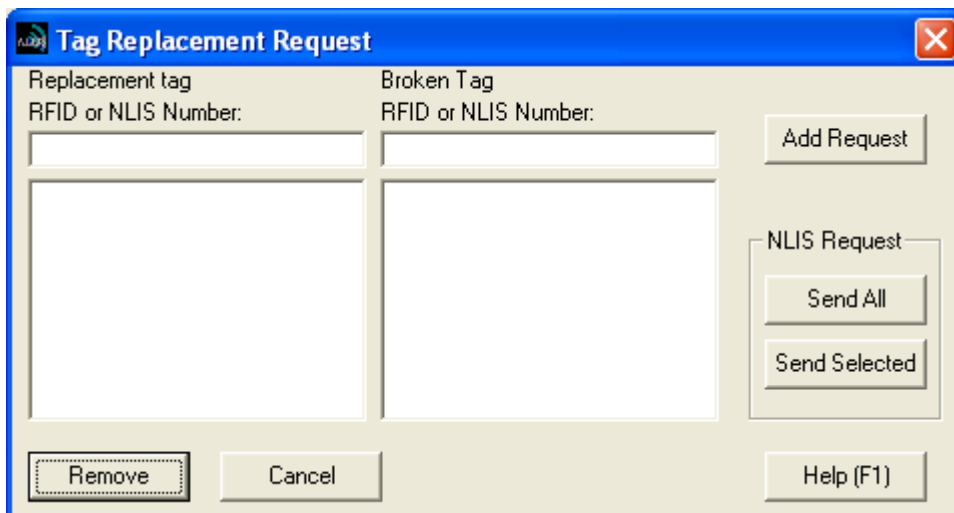 Tag Replacement Request
Replacement tag
RFID or NLIS Number:
Broken Tag
RFID or NLIS Number:
Add Request
NLIS Request
Send All
Send Selected
Remove
Cancel
Help (F1)